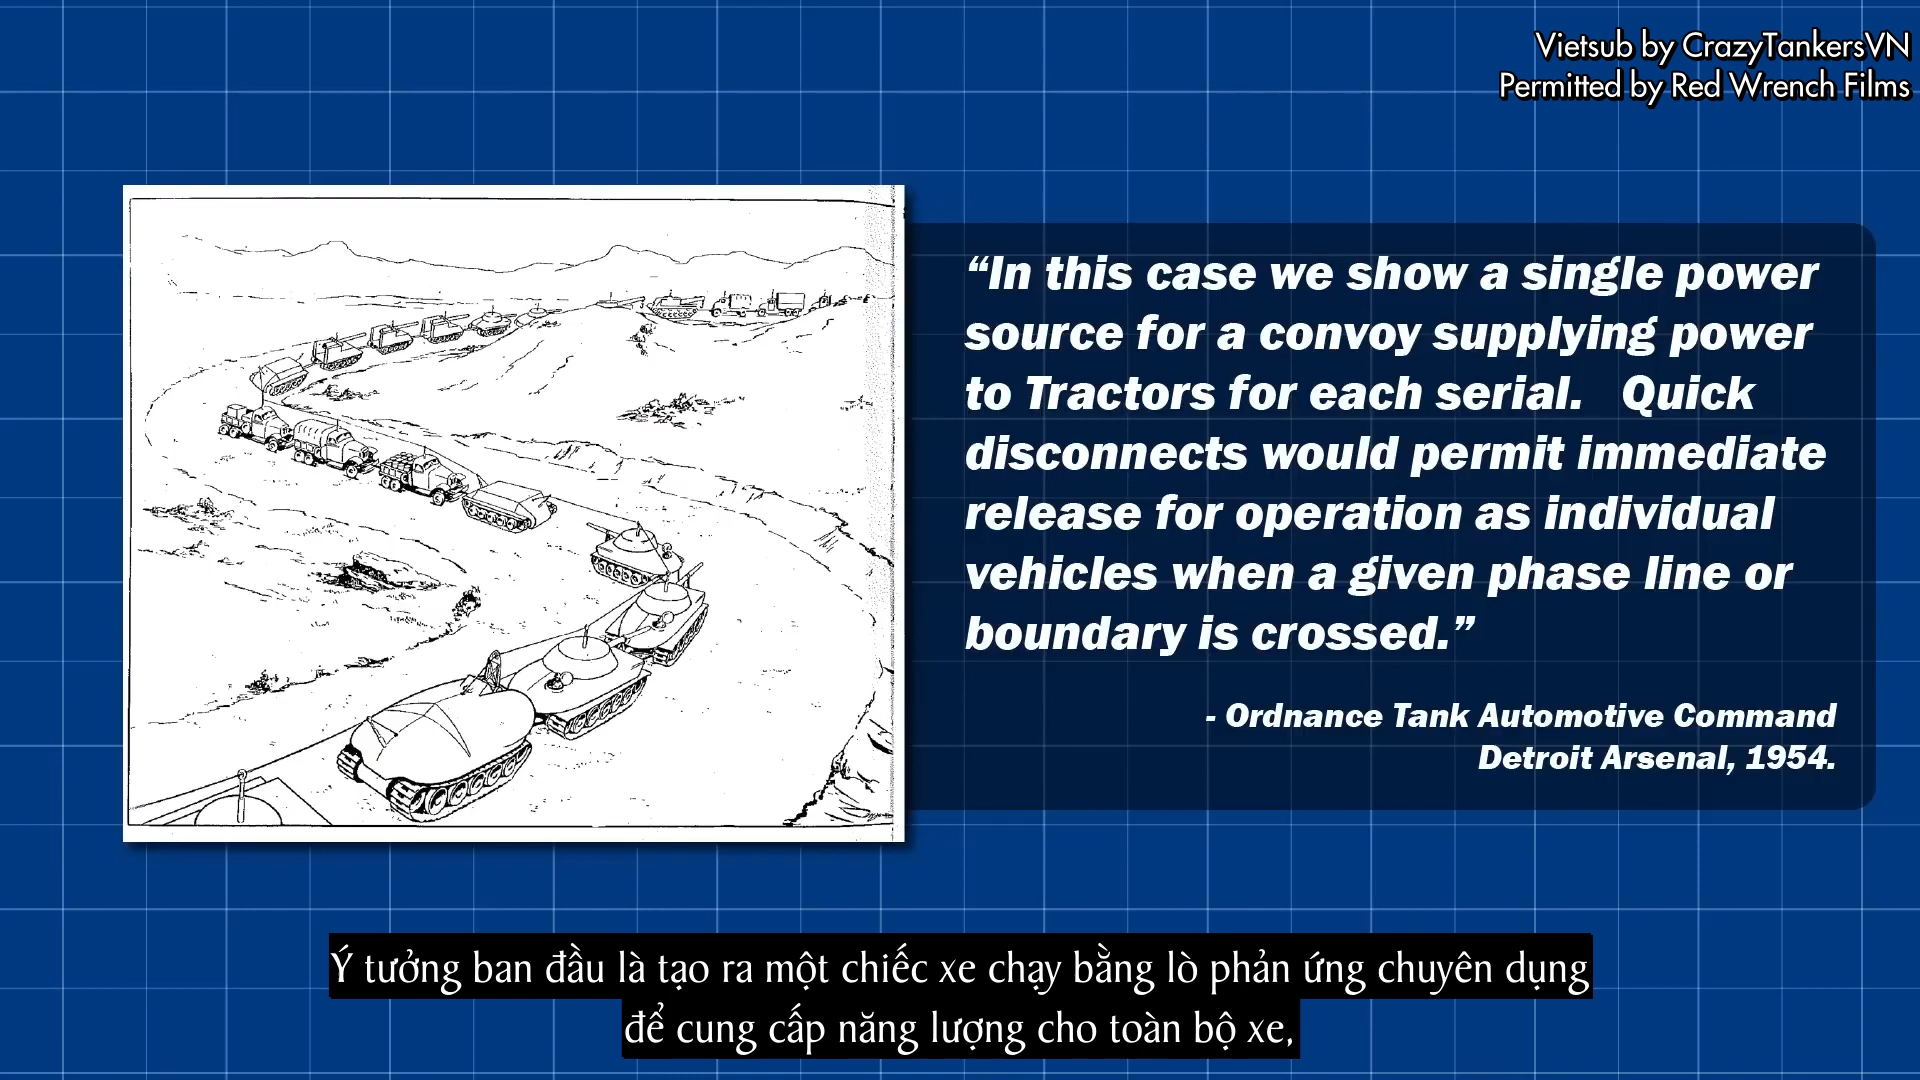 Vietsub by CrazyTankersVN
Permitted by Red Wrench Films
“In this case we show a single power
source for a convoy supplying power
to Tractors for each serial.   Quick
disconnects would permit immediate
release for operation as individual
vehicles when a given phase line or
boundary is crossed.”
- Ordnance Tank Automotive Command
Detroit Arsenal, 1954.
Ý tưởng ban đầu là tạo ra một chiếc xe chạy bằng lò phản ứng chuyên dụng
để cung cấp năng lượng cho toàn bộ xe,